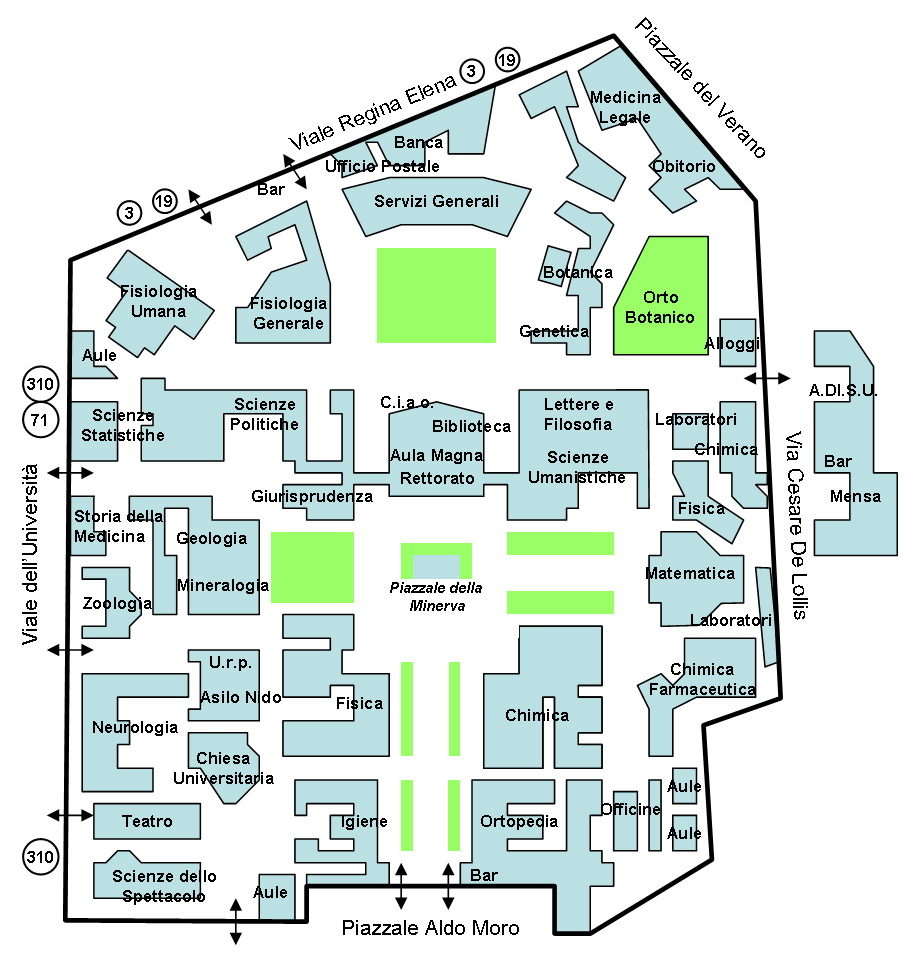 Piazzale del Verano
Viale Regina Elena
3
19
3
19
Medicina
Legale
Obitorio
Banca
Ufficio Postale
Bar
Servizi Generali
Botanica
Genetica
Orto
Botanico
Alloggi
Fisiologia
Umana
Fisiologia
Generale
Aule
310
71
Scienze
Statistiche
Scienze
Politiche
C.i.a.o.
Biblioteca
Aula Magna
Rettorato
Lettere e
Filosofia
Scienze
Umanistiche
Laboratori
Chimica
A.DI.S.U.
Bar
Mensa
Via Cesare De Lollis
Viale dell'Università
Giurisprudenza
Fisica
Storia della
Medicina
Geologia
Mineralogia
Zoologia
Piazzale della
Minerva
Matematica
Laboratori
U.r.p.
Asilo Nido
Neurologia
Fisica
Chimica
Chimica
Farmaceutica
Chiesa
Universitaria
Teatro
Igiene
Ortopedia
Officine
Aule
Aule
310
Scienze dello
Spettacolo
Aule
Bar
Piazzale Aldo Moro